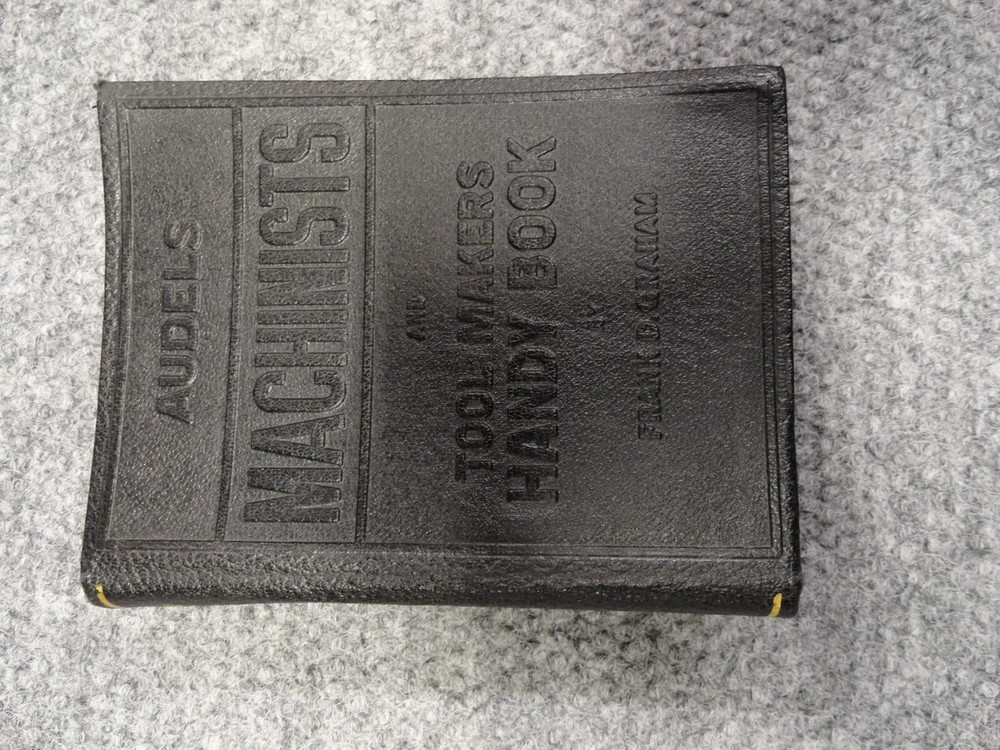 AUDELS
MACHINISTS
AND
TOOL MAKERS
HANDY BOOK
BY
FRANK D. GRAHAM